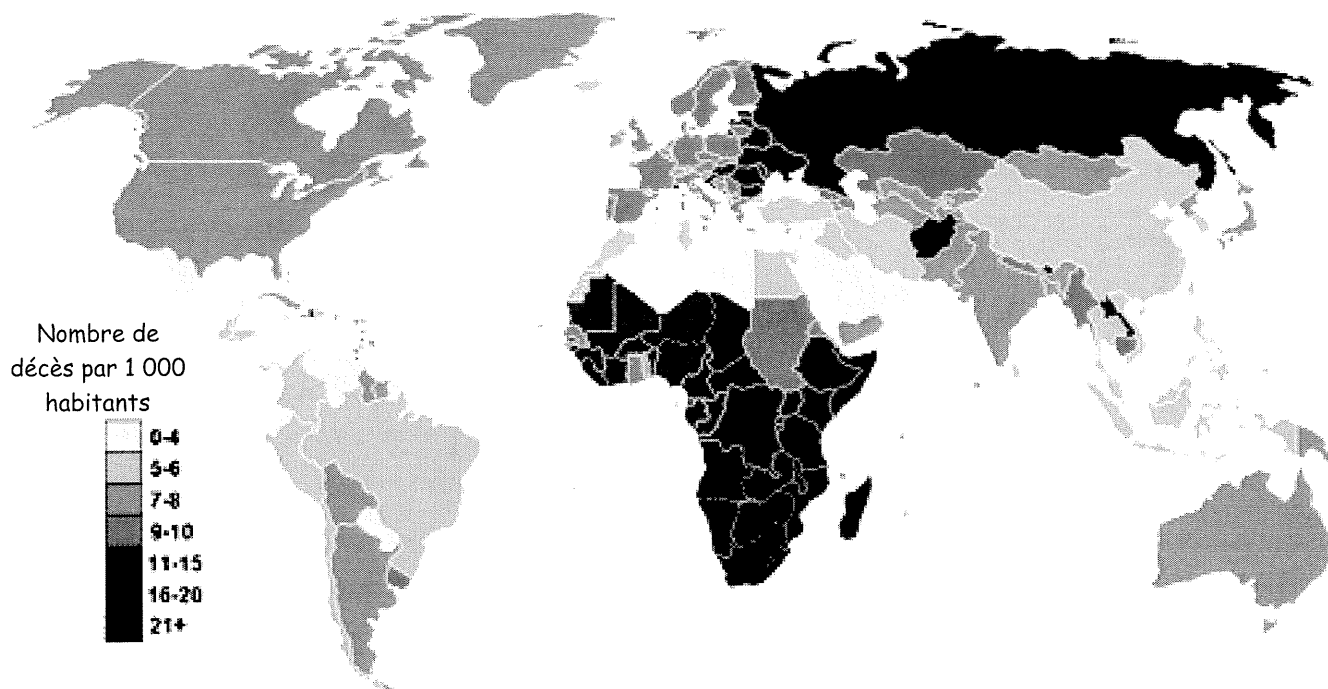 Nombre de
décès par 1 000
habitants
0-4
5-6
7-8
9-10
11-15
16-20
21+